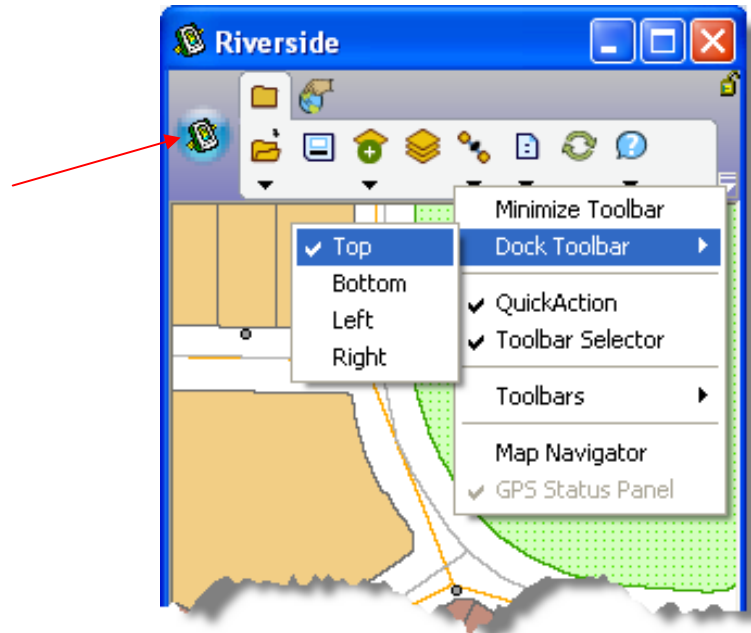 Riverside
Minimize Toolbar
Dock Toolbar
Top
Bottom
Left
Right
QuickAction
Toolbar Selector
Toolbars
Map Navigator
GPS Status Panel